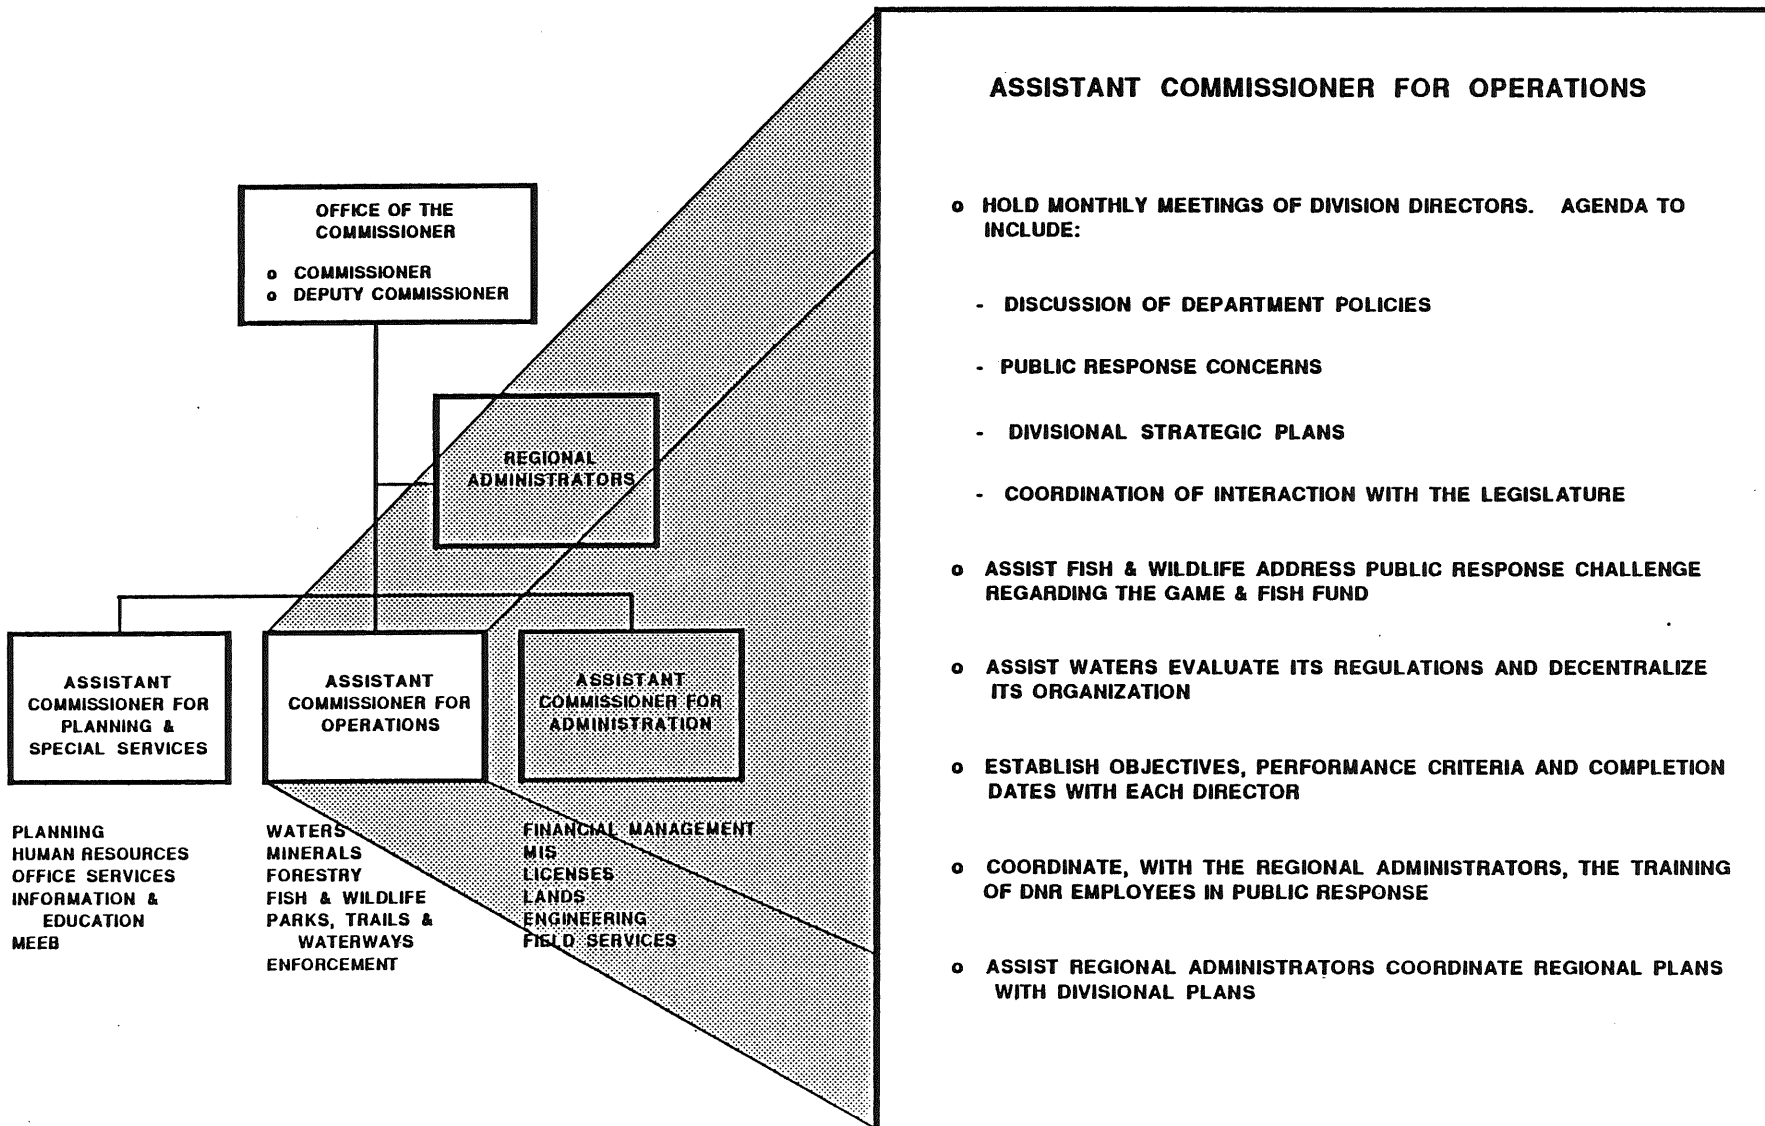 OFFICE OF THE
COMMISSIONER
o COMMISSIONER
o DEPUTY COMMISSIONER
REGIONAL
ADMINISTRATORS
ASSISTANT
COMMISSIONER FOR
PLANNING &
SPECIAL SERVICES
ASSISTANT
COMMISSIONER FOR
OPERATIONS
ASSISTANT
COMMISSIONER FOR
ADMINISTRATION
PLANNING
HUMAN RESOURCES
OFFICE SERVICES
INFORMATION &
EDUCATION
MEEB
WATERS
MINERALS
FORESTRY
FISH & WILDLIFE
PARKS, TRAILS &
WATERWAYS
ENFORCEMENT
FINANCIAL MANAGEMENT
MIS
LICENSES
LANDS
ENGINEERING
FIELD SERVICES
ASSISTANT COMMISSIONER FOR OPERATIONS
o HOLD MONTHLY MEETINGS OF DIVISION DIRECTORS. AGENDA TO
INCLUDE:
- DISCUSSION OF DEPARTMENT POLICIES
- PUBLIC RESPONSE CONCERNS
- DIVISIONAL STRATEGIC PLANS
- COORDINATION OF INTERACTION WITH THE LEGISLATURE
o ASSIST FISH & WILDLIFE ADDRESS PUBLIC RESPONSE CHALLENGE
REGARDING THE GAME & FISH FUND
o ASSIST WATERS EVALUATE ITS REGULATIONS AND DECENTRALIZE
ITS ORGANIZATION
o ESTABLISH OBJECTIVES, PERFORMANCE CRITERIA AND COMPLETION
DATES WITH EACH DIRECTOR
o COORDINATE, WITH THE REGIONAL ADMINISTRATORS, THE TRAINING
OF DNR EMPLOYEES IN PUBLIC RESPONSE
o ASSIST REGIONAL ADMINISTRATORS COORDINATE REGIONAL PLANS
WITH DIVISIONAL PLANS